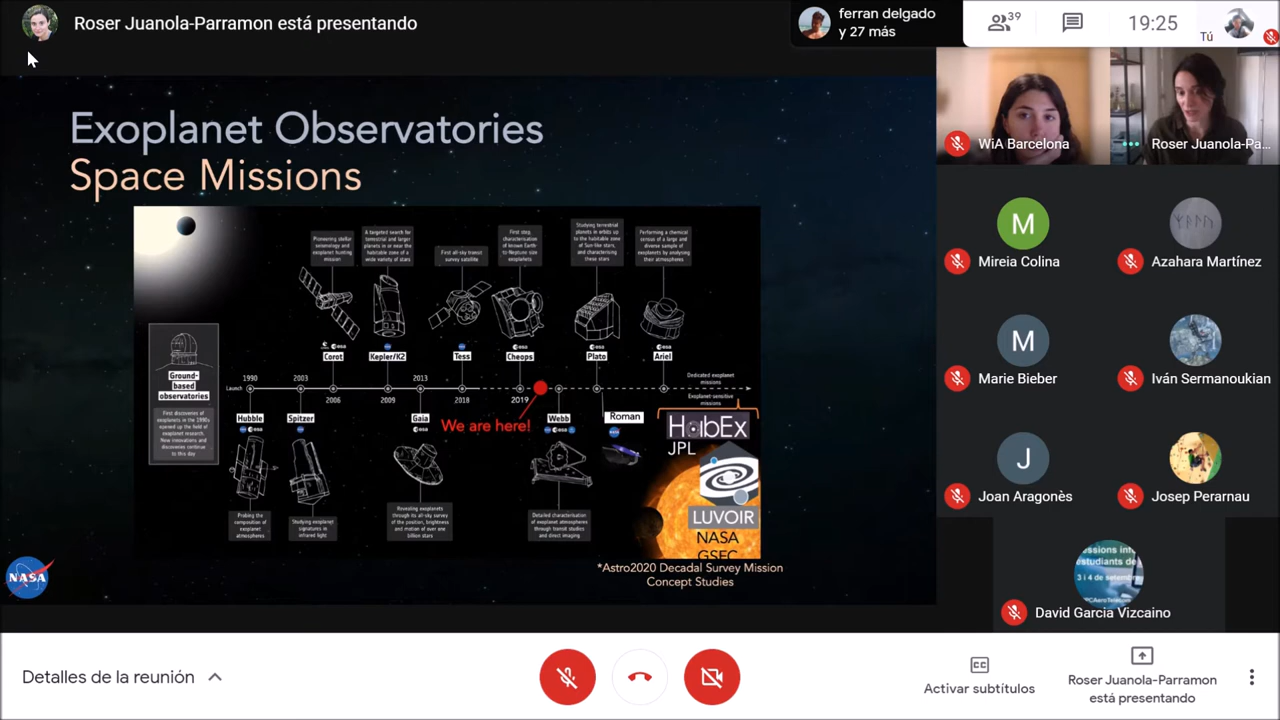 Roser Juanola-Parramon está presentando
ferran delgado
y 27 más
39
19:25
Tú
Exoplanet Observatories
Space Missions
Pioneering stellar
seismology and
exoplanet hunting
mission
A targeted search for
terrestrial and larger
planets in or near the
habitable zone of a
wide variety of stars
First all-sky transit
survey satellite
First step
characterisation
of known Earth-
to-Neptune size
exoplanets
Studying terrestrial
planets in orbits up
to the habitable zone
of Sun-like stars,
and characterising
these stars
Performing a chemical
census of a large and
diverse sample of
exoplanets by analysing
their atmospheres
Corot
Kepler/K2
Tess
Cheops
Plato
Ariel
Ground-
based
observatories
First discoveries of
exoplanets in the 1990s
opened up the field of
exoplanet research.
New innovations and
discoveries continue
to this day
Launch
1990
2003
2006
2009
2013
2018
2019
Dedicated exoplanet
missions
Exoplanet-sensitive
missions
Hubble
Spitzer
Gaia
We are here!
Webb
Roman
Probing the
composition of
exoplanet
atmospheres
Studying exoplanet
signatures in
infrared light
Revealing exoplanets
through its all-sky survey
of the position, brightness
and motion of over one
billion stars
Detailed characterisation
of exoplanet atmospheres
through transit studies
and direct imaging
HabEx
JPL
LUVOIR
NASA
GSFC
*Astro2020 Decadal Survey Mission
Concept Studies
NASA
WiA Barcelona
Roser Juanola-Pa...
M
Mireia Colina
Azahara Martínez
M
Marie Bieber
Iván Sermanoukian
J
Joan Aragonès
Josep Perarnau
essions inf
estudiants de
3 i 4 de setemb
David Garcia Vizcaino
Detalles de la reunión
CC
Activar subtítulos
Roser Juanola-Parramon
está presentando